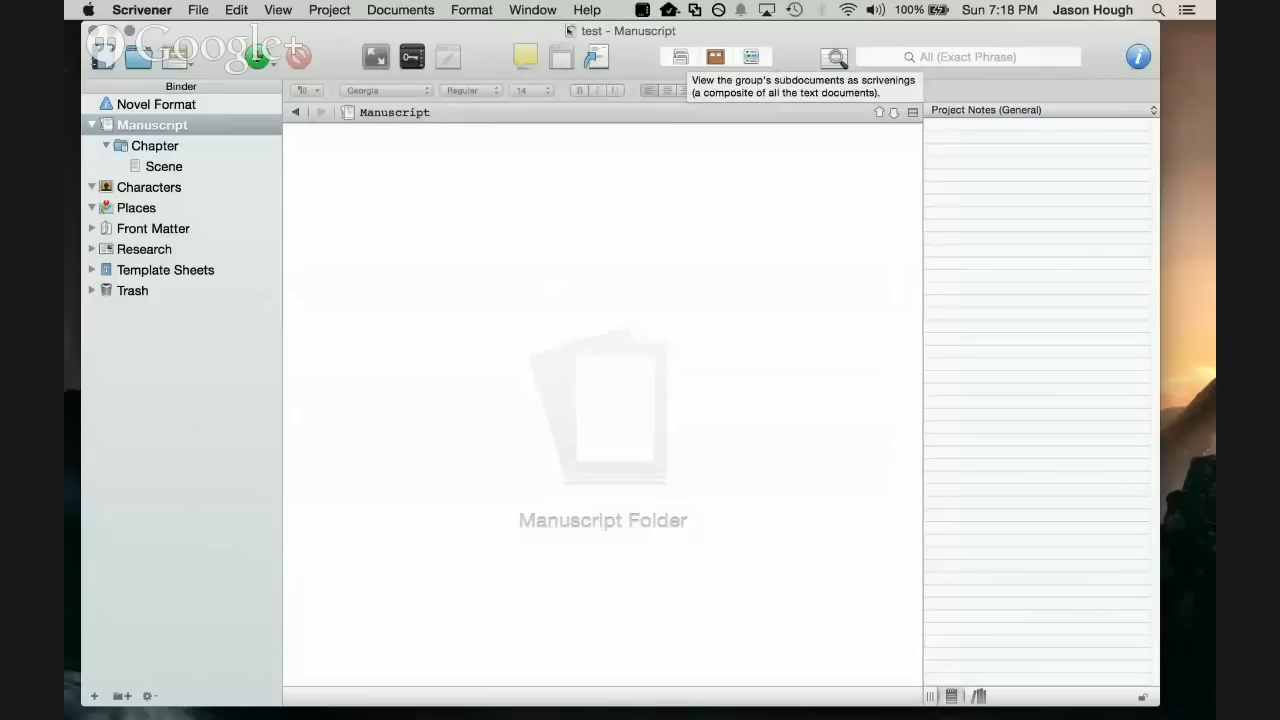 Scrivener File Edit View Project Documents Format Window Help 100% Sun 7:18 PM Jason Hough
test - Manuscript
Google+
All (Exact Phrase)
View the group's subdocuments as scrivenings
(a composite of all the text documents).
Binder
Georgia Regular 14 B I U
Novel Format
Manuscript
Project Notes (General)
Manuscript
Chapter
Scene
Characters
Places
Front Matter
Research
Template Sheets
Trash
Manuscript Folder